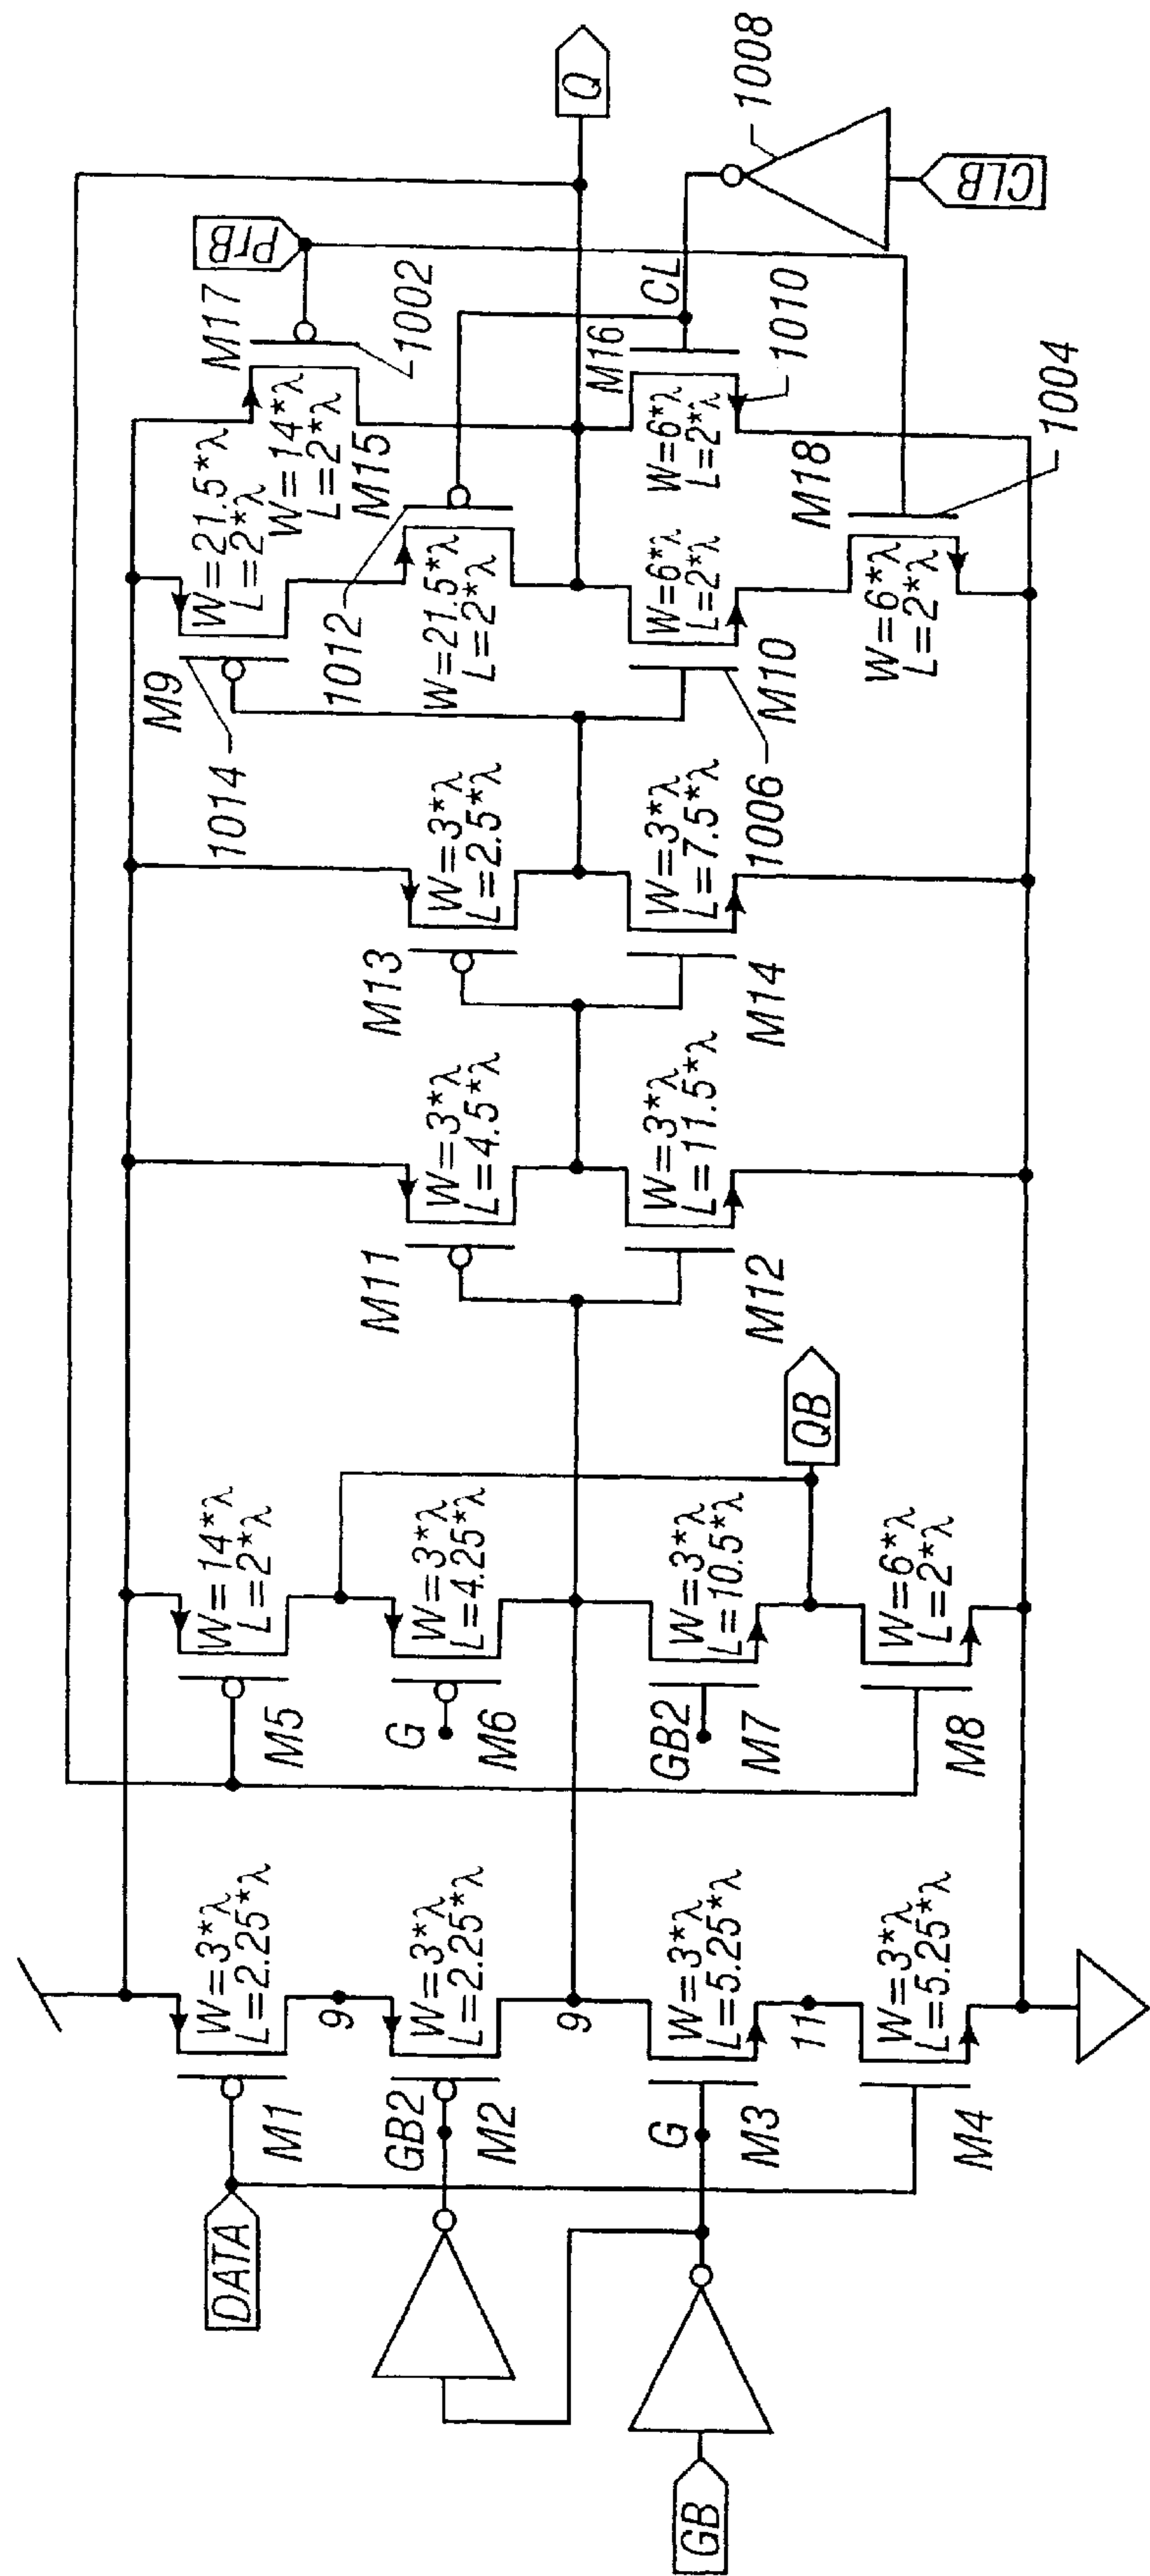 DATA
GB
M1
W=3*λ
L=2.25*λ
9
GB2
M2
W=3*λ
L=2.25*λ
9
G
M3
W=3*λ
L=5.25*λ
11
M4
W=3*λ
L=5.25*λ
M5
W=14*λ
L=2*λ
G
M6
W=3*λ
L=4.25*λ
GB2
M7
W=3*λ
L=10.5*λ
QB
M8
W=6*λ
L=2*λ
M11
W=3*λ
L=4.5*λ
M12
W=3*λ
L=11.5*λ
M13
W=3*λ
L=2.5*λ
M14
W=3*λ
L=7.5*λ
1014
M9
W=21.5*λ
L=2*λ
1012
M15
W=21.5*λ
L=2*λ
1006
M10
W=6*λ
L=2*λ
M17
W=14*λ
L=2*λ
1002
PrB
M16
W=6*λ
L=2*λ
1010
CL
M18
W=6*λ
L=2*λ
1004
Q
1008
CLB